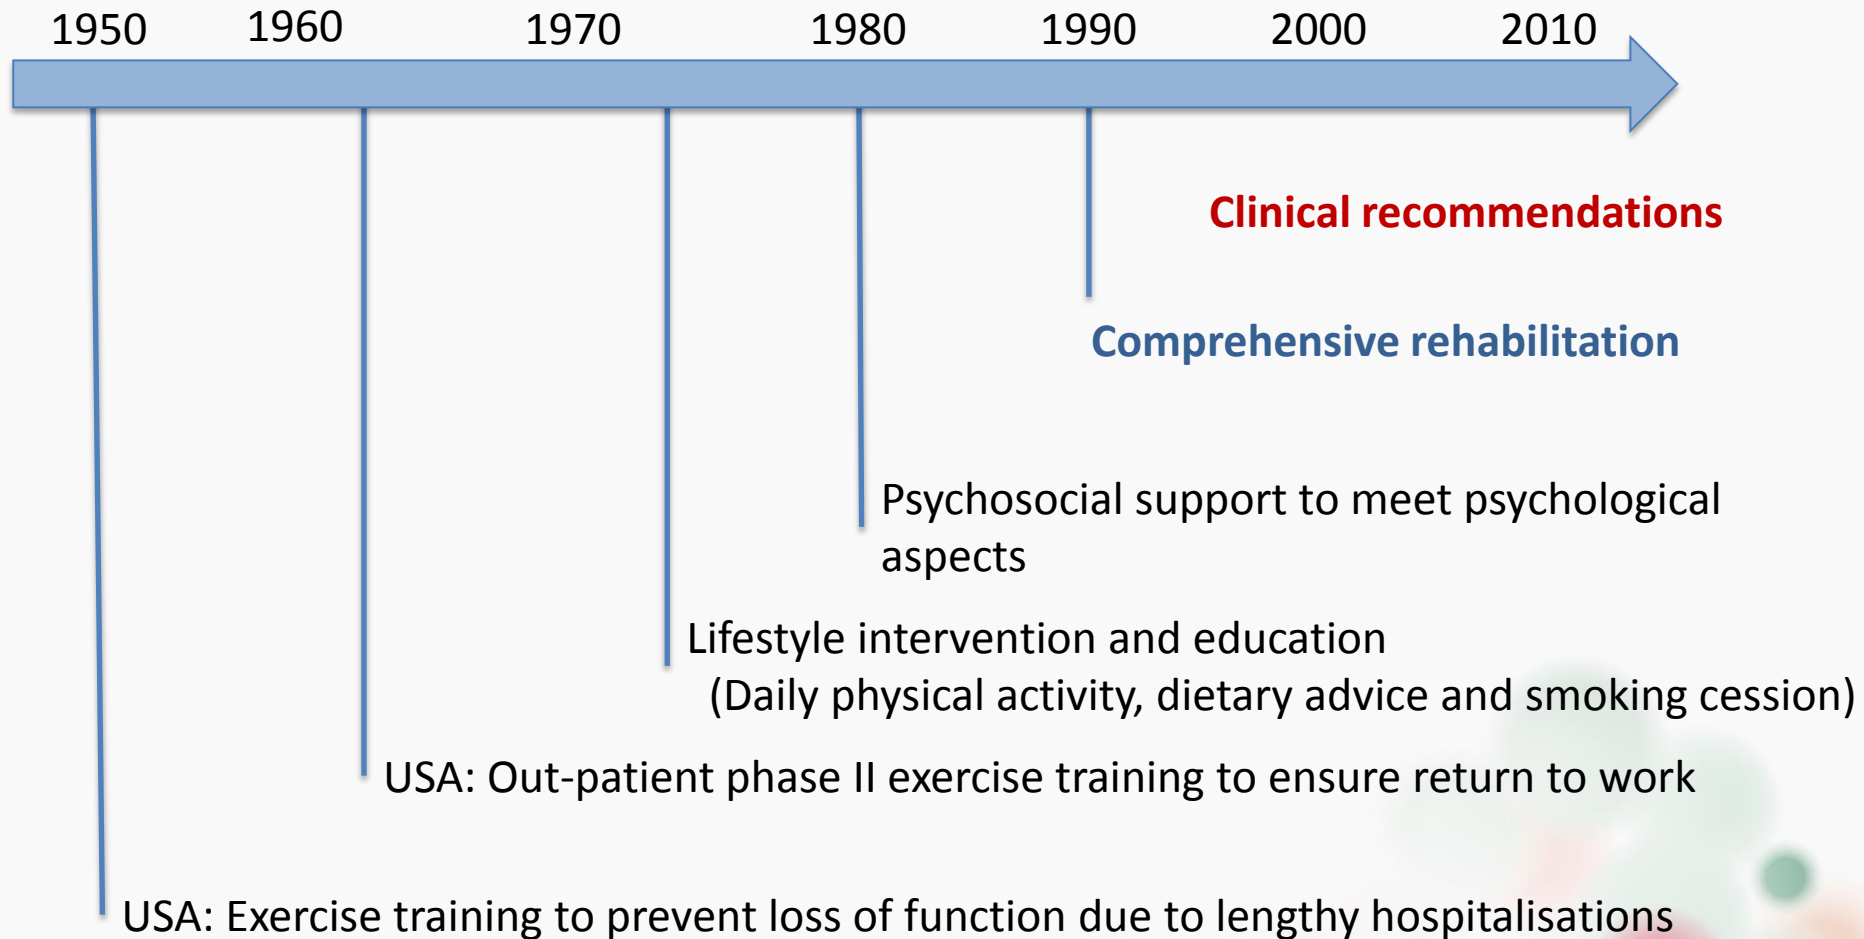 1950 1960 1970 1980 1990 2000 2010
Clinical recommendations
Comprehensive rehabilitation
Psychosocial support to meet psychological
aspects
Lifestyle intervention and education
(Daily physical activity, dietary advice and smoking cession)
USA: Out-patient phase II exercise training to ensure return to work
USA: Exercise training to prevent loss of function due to lengthy hospitalisations